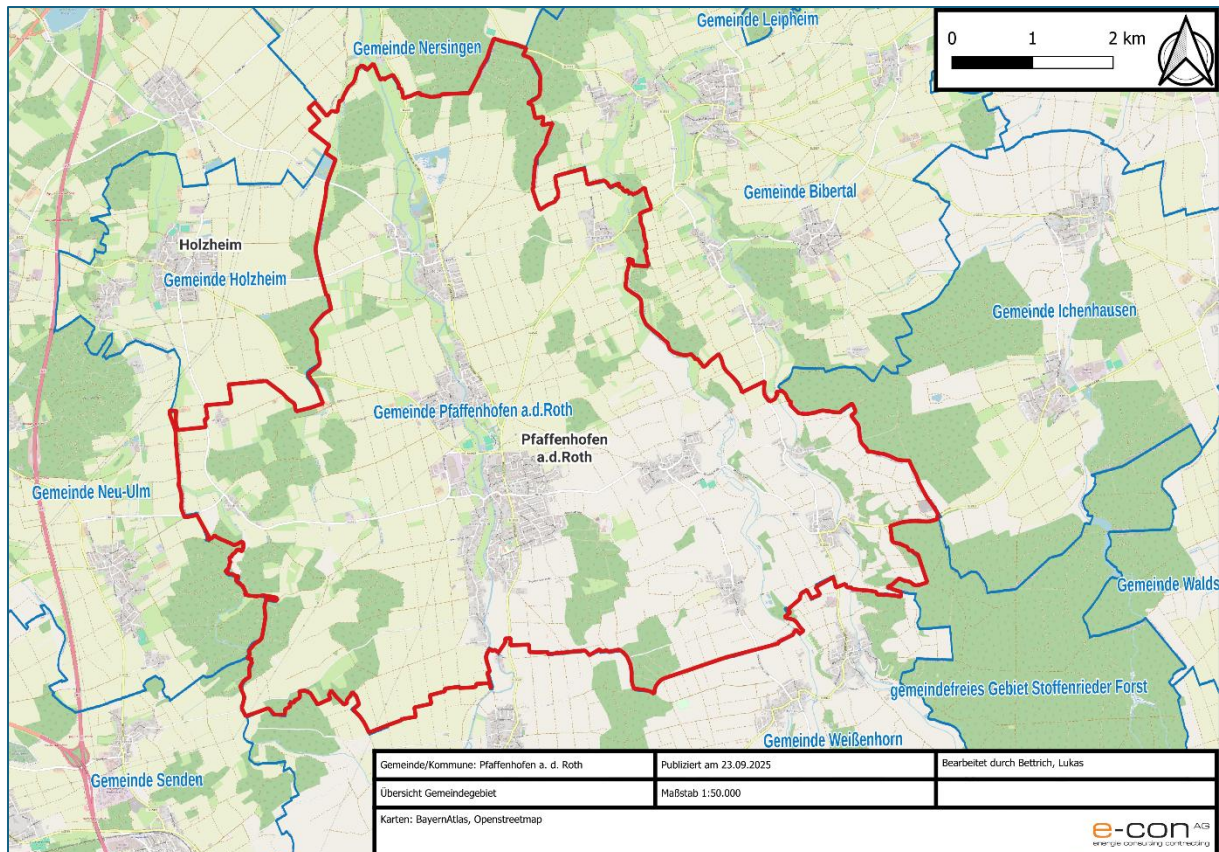 Gemeinde Leipheim
Gemeinde Nersingen
0 1 2 km
Gemeinde Bibertal
Holzheim
Gemeinde Holzheim
Gemeinde Ichenhausen
Gemeinde Pfaffenhofen a.d.Roth
Pfaffenhofen
a.d.Roth
Gemeinde Neu-Ulm
Gemeinde Walds
gemeindefreies Gebiet Stoffenrieder Forst
Gemeinde Weißenhorn
Gemeinde Senden
Gemeinde/Kommune: Pfaffenhofen a. d. Roth
Publiziert am 23.09.2025
Bearbeitet durch Bettrich, Lukas
Übersicht Gemeindegebiet
Maßstab 1:50.000
Karten: BayernAtlas, Openstreetmap
e-con AG
energie consulting contracting